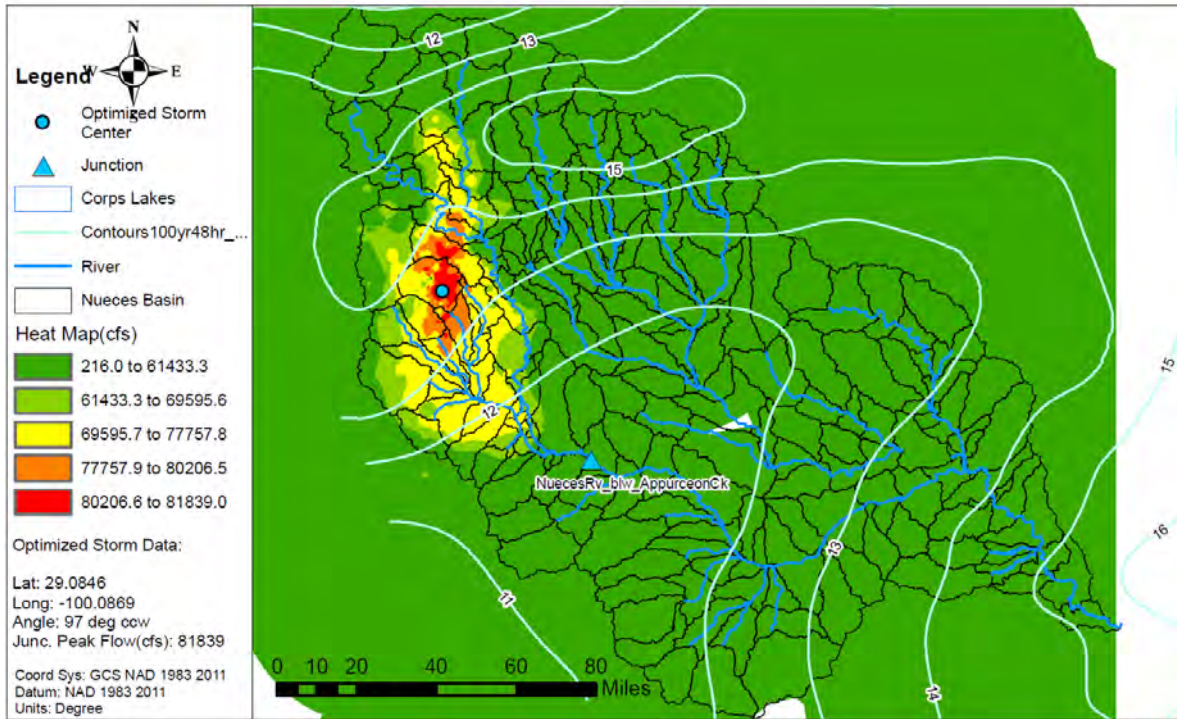 N
W
E
S
Legend
Optimized Storm
Center
Junction
Corps Lakes
Contours100yr48hr_...
River
Nueces Basin
Heat Map(cfs)
216.0 to 61433.3
61433.3 to 69595.6
69595.7 to 77757.8
77757.9 to 80206.5
80206.6 to 81839.0
Optimized Storm Data:
Lat: 29.0846
Long: -100.0869
Angle: 97 deg ccw
Junc. Peak Flow(cfs): 81839
Coord Sys: GCS NAD 1983 2011
Datum: NAD 1983 2011
Units: Degree
12
13
15
15
12
NuecesRv_blw_AppurceonCk
16
13
11
14
0 10 20 40 60 80
Miles